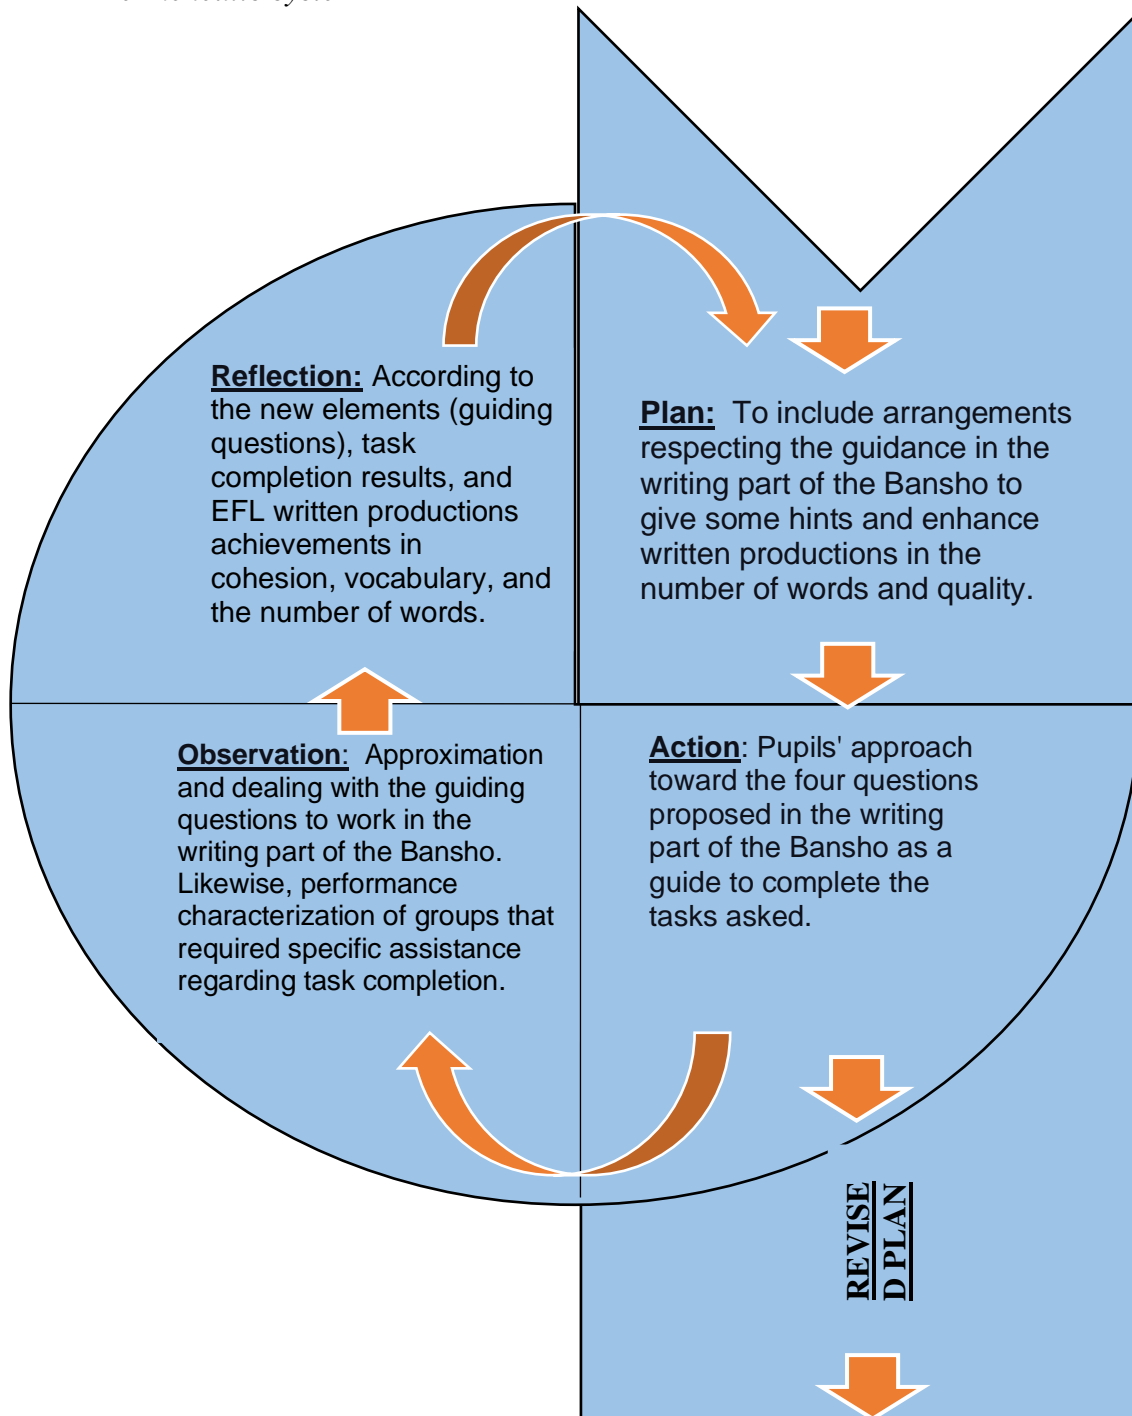 Reflection: According to
the new elements (guiding
questions), task
completion results, and
EFL written productions
achievements in
cohesion, vocabulary, and
the number of words.
Plan: To include arrangements
respecting the guidance in the
writing part of the Bansho to
give some hints and enhance
written productions in the
number of words and quality.
Action: Pupils' approach
toward the four questions
proposed in the writing
part of the Bansho as a
guide to complete the
tasks asked.
Observation: Approximation
and dealing with the guiding
questions to work in the
writing part of the Bansho.
Likewise, performance
characterization of groups that
required specific assistance
regarding task completion.
REVISE
D PLAN